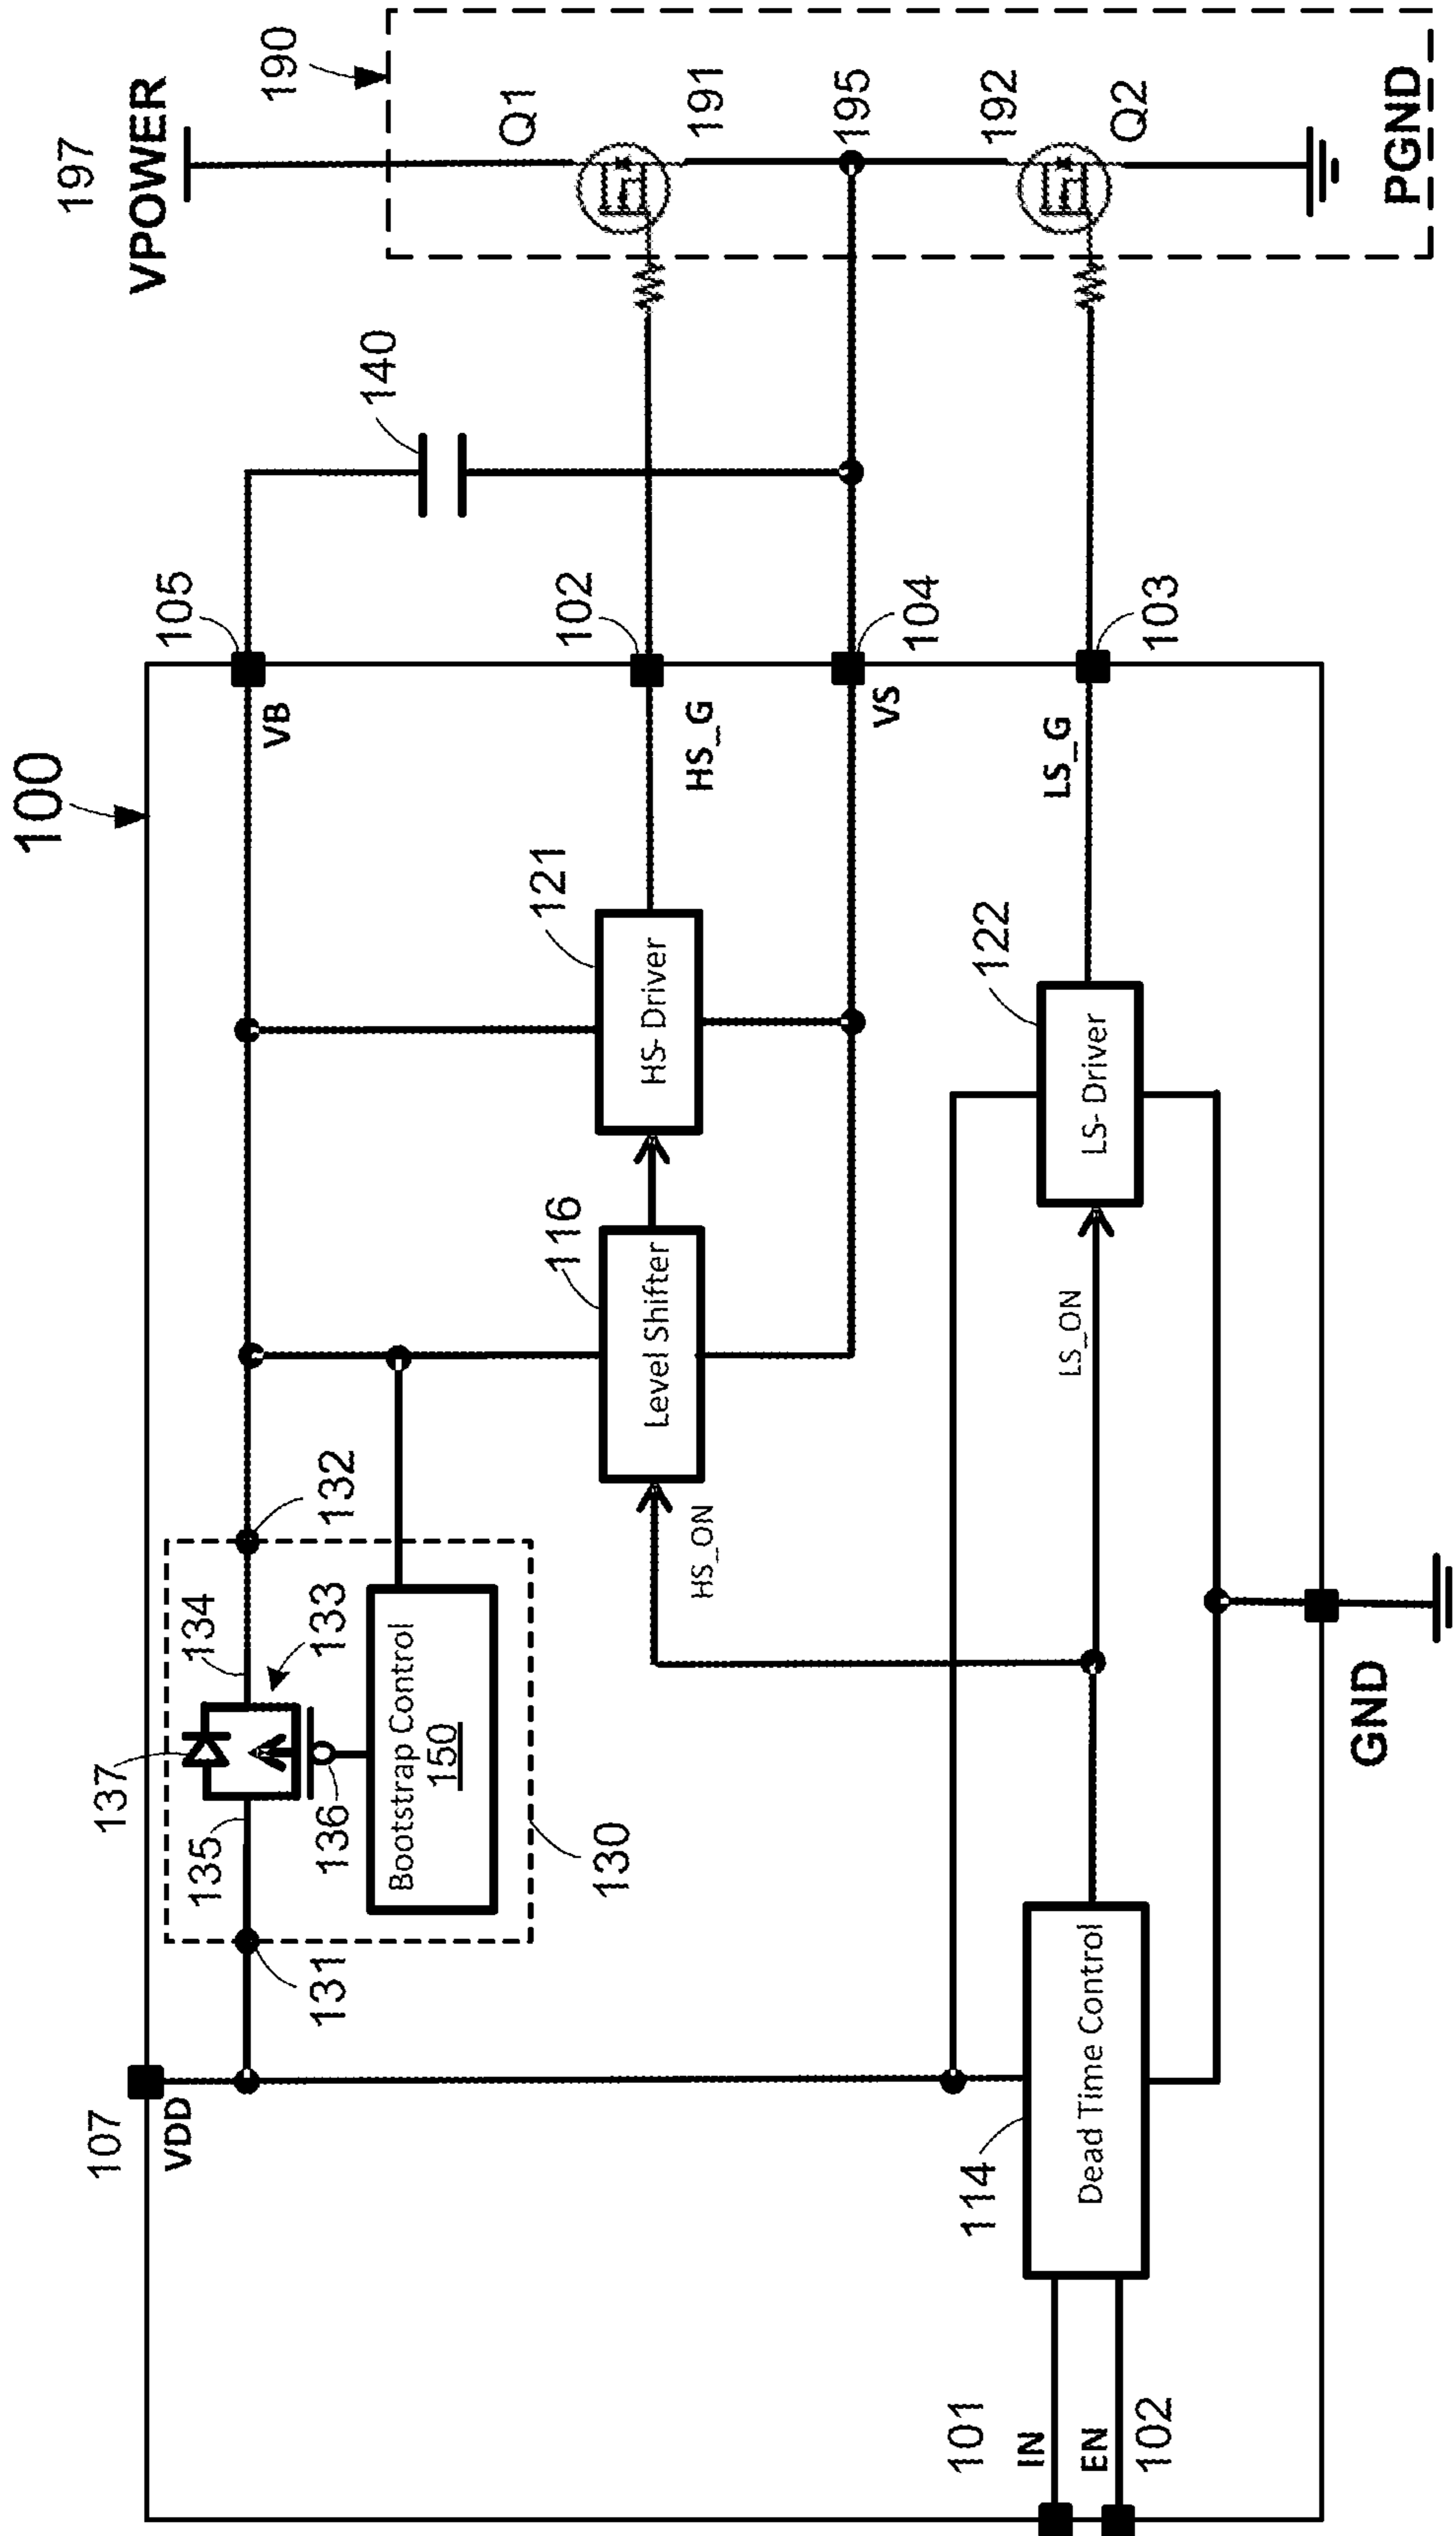 100
107
VDD
131
135
137
134
133
136
132
Bootstrap Control
150
130
VB
105
140
197
VPOWER
190
Q1
191
195
192
Q2
PGND
116
Level Shifter
121
HS- Driver
HS_G
102
VS
104
HS_ON
LS_ON
122
LS- Driver
LS_G
103
114
Dead Time Control
101
IN
EN
102
GND